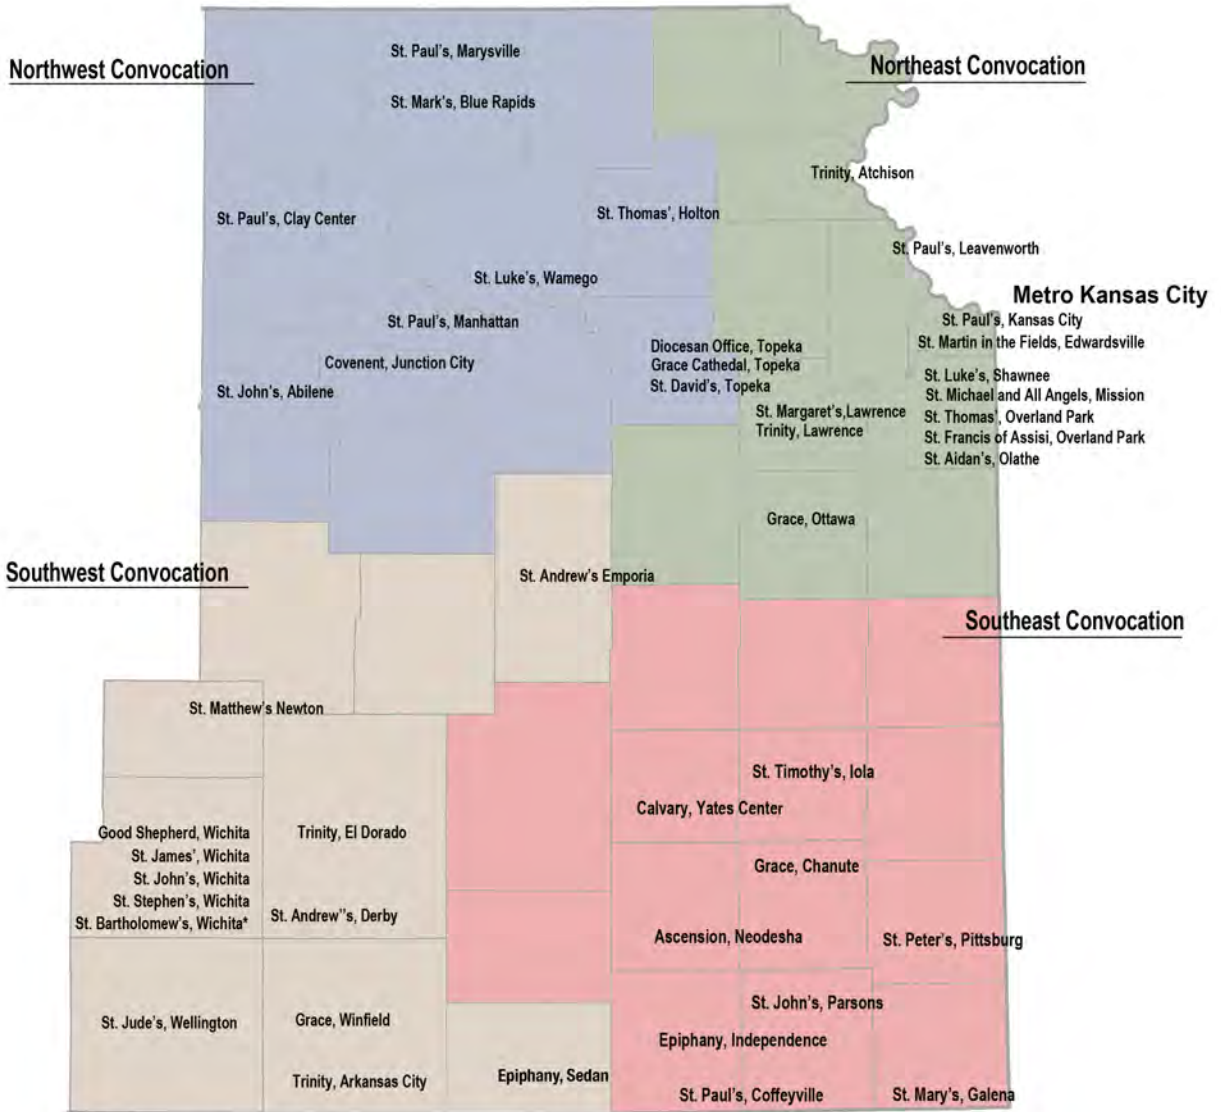 St. Paul's, Marysville
Northwest Convocation
Northeast Convocation
St. Mark's, Blue Rapids
Trinity, Atchison
St. Paul's, Clay Center
St. Thomas', Holton
St. Paul's, Leavenworth
St. Luke's, Wamego
Metro Kansas City
St. Paul's, Manhattan
St. Paul's, Kansas City
St. Martin in the Fields, Edwardsville
Diocesan Office, Topeka
Grace Cathedal, Topeka
St. David's, Topeka
Covenent, Junction City
St. John's, Abilene
St. Luke's, Shawnee
St. Michael and All Angels, Mission
St. Thomas', Overland Park
St. Francis of Assisi, Overland Park
St. Aidan's, Olathe
St. Margaret's,Lawrence
Trinity, Lawrence
Grace, Ottawa
Southwest Convocation
St. Andrew's Emporia
Southeast Convocation
St. Matthew's Newton
St. Timothy's, Iola
Calvary, Yates Center
Good Shepherd, Wichita
St. James', Wichita
St. John's, Wichita
St. Stephen's, Wichita
St. Bartholomew's, Wichita*
Trinity, El Dorado
St. Andrew''s, Derby
Grace, Chanute
Ascension, Neodesha
St. Peter's, Pittsburg
St. John's, Parsons
St. Jude's, Wellington
Grace, Winfield
Epiphany, Independence
Trinity, Arkansas City
Epiphany, Sedan
St. Paul's, Coffeyville
St. Mary's, Galena